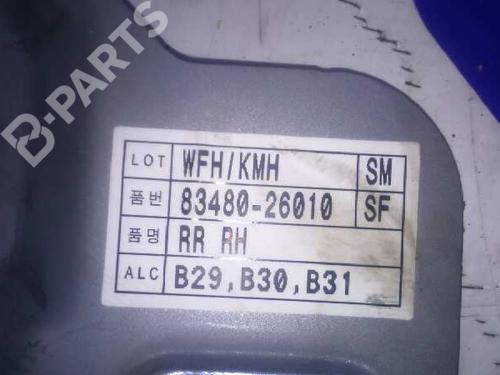 B-PARTS
LOT WFH/KMH SM
품번 83480-26010 SF
품명 RR RH
ALC B29,B30,B31